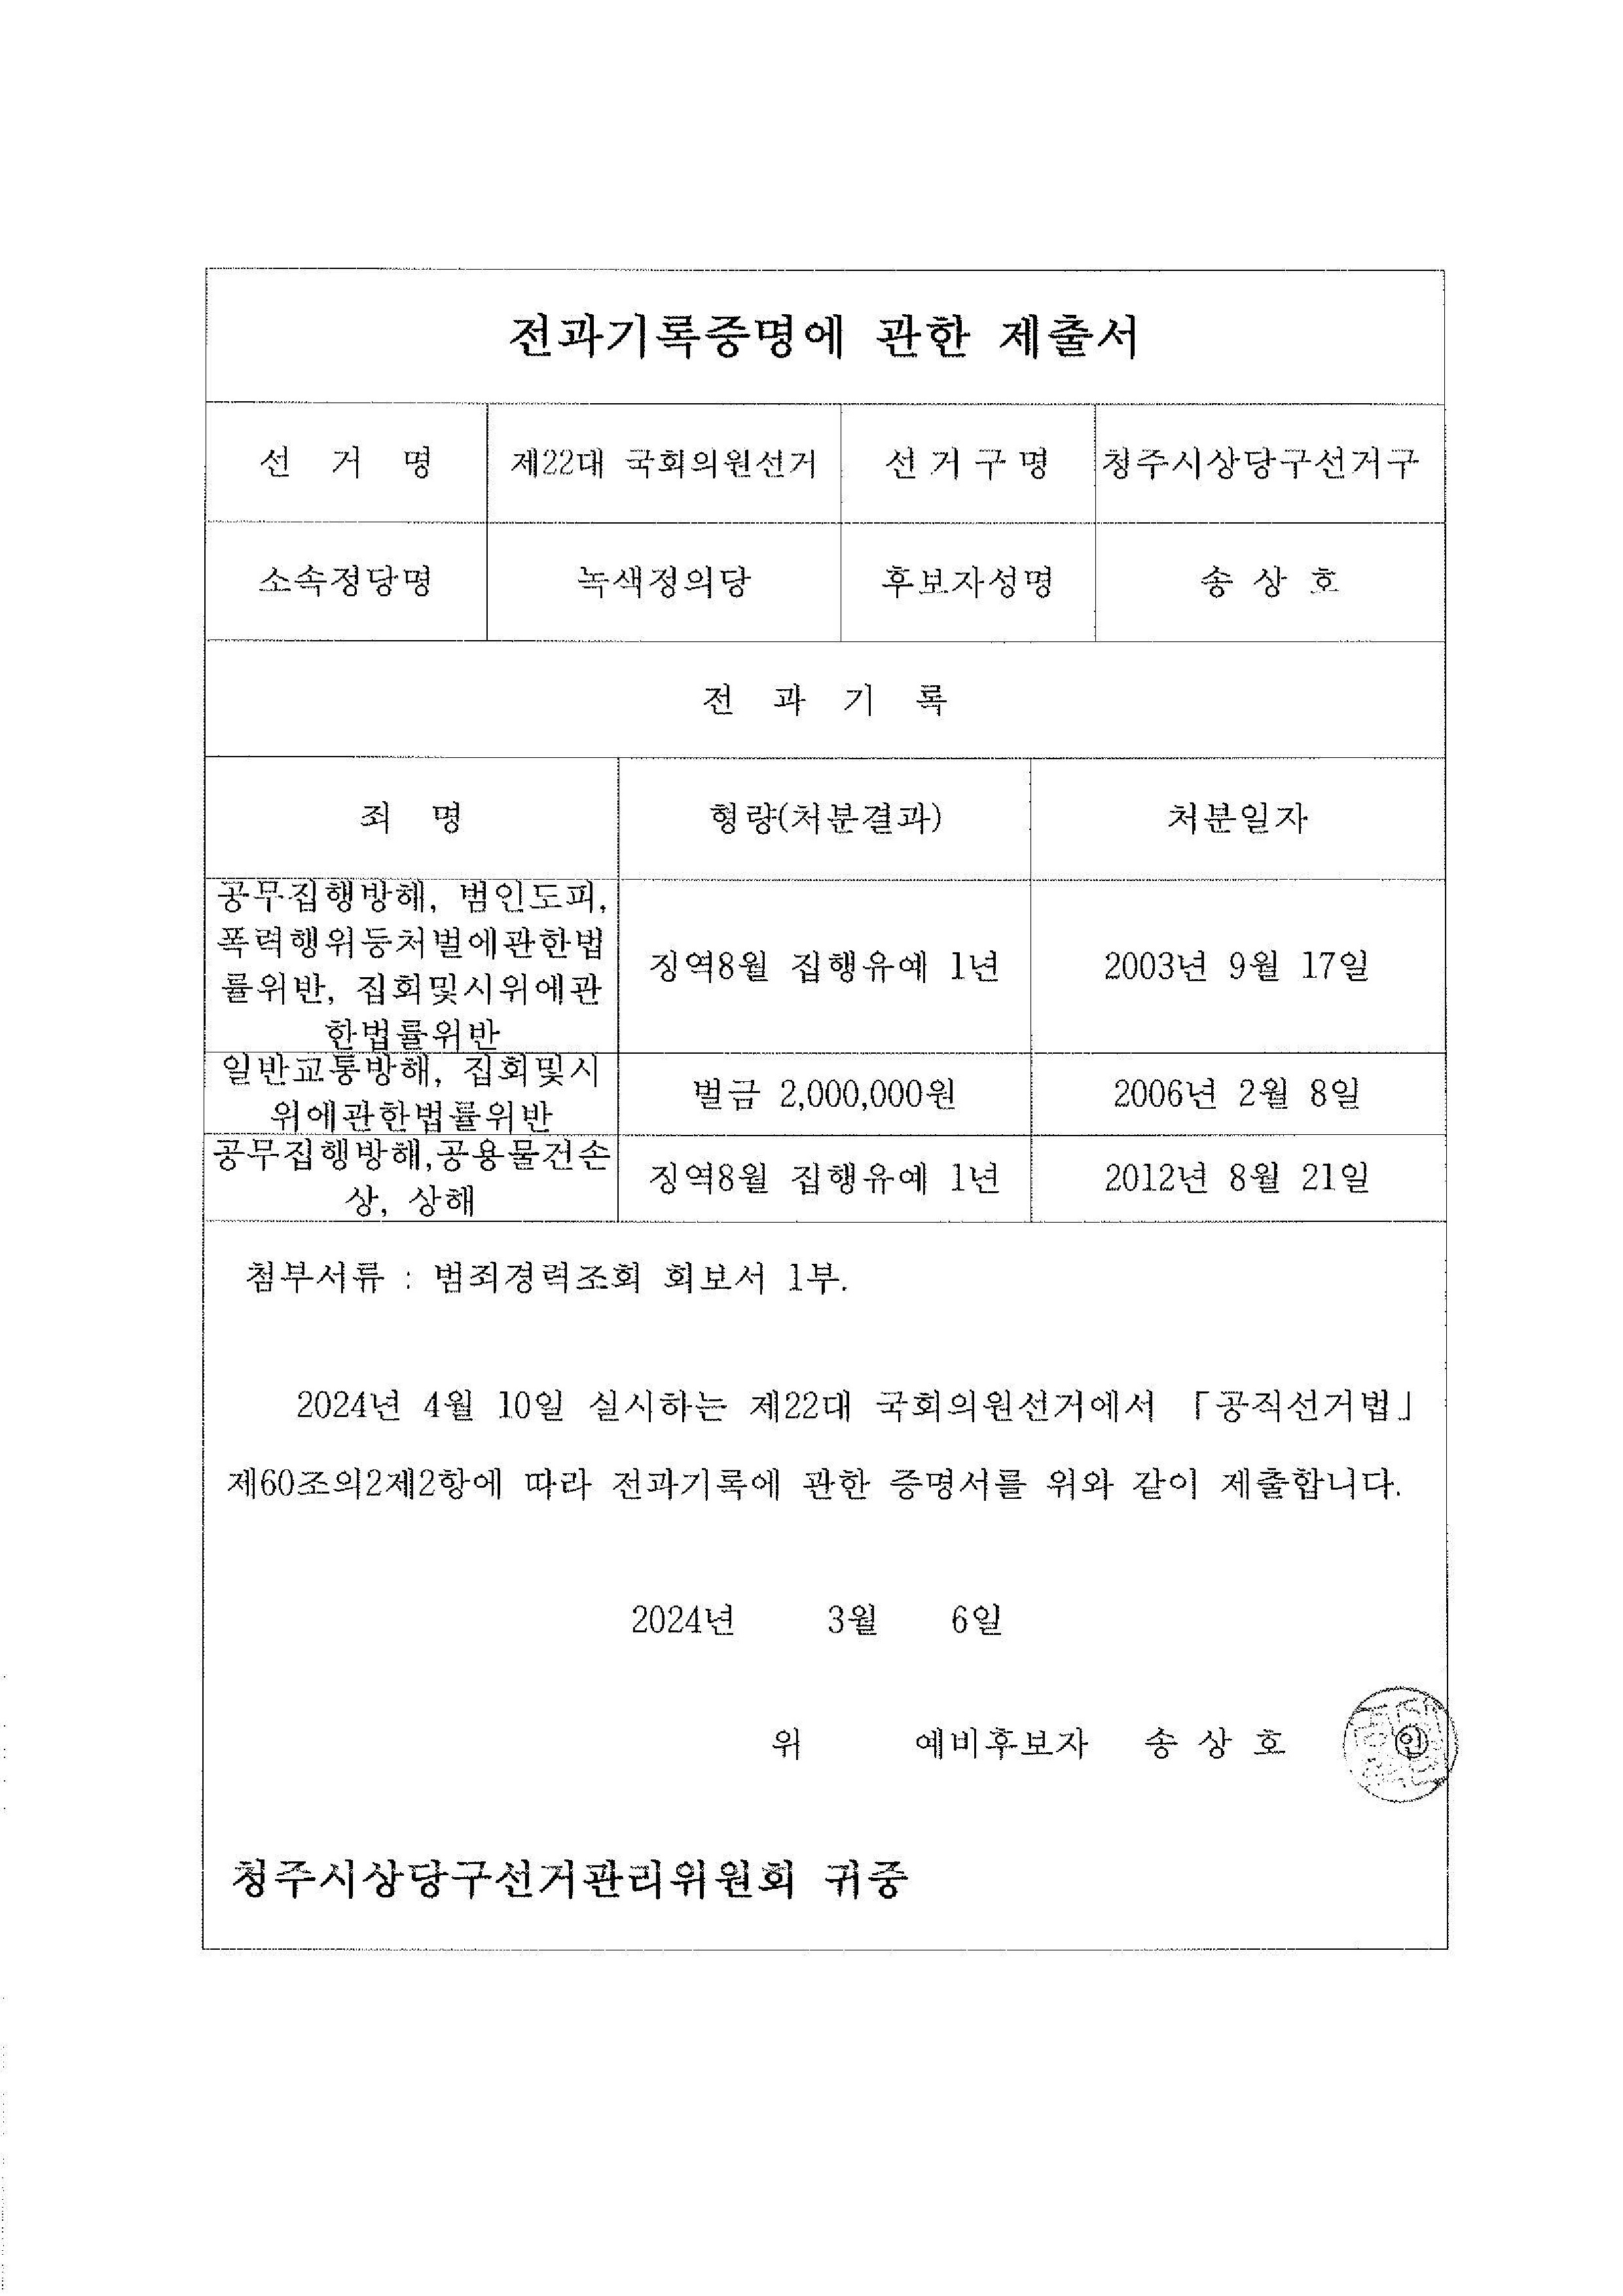 전과기록증명에 관한 제출서
선 거 명 제22대 국회의원선거 선거구명 청주시상당구선거구
소속정당명 녹색정의당 후보자성명 송 상 호
전 과 기 록
죄 명 형량(처분결과) 처분일자
공무집행방해, 범인도피,
폭력행위등처벌에관한법
률위반, 집회및시위에관
한법률위반
징역8월 집행유예 1년 2003년 9월 17일
일반교통방해, 집회및시
위에관한법률위반
벌금 2,000,000원 2006년 2월 8일
공무집행방해,공용물건손
상, 상해
징역8월 집행유예 1년 2012년 8월 21일
첨부서류 : 범죄경력조회 회보서 1부.
2024년 4월 10일 실시하는 제22대 국회의원선거에서 「공직선거법」
제60조의2제2항에 따라 전과기록에 관한 증명서를 위와 같이 제출합니다.
2024년 3월 6일
위 예비후보자 송 상 호 ㊞
청주시상당구선거관리위원회 귀중